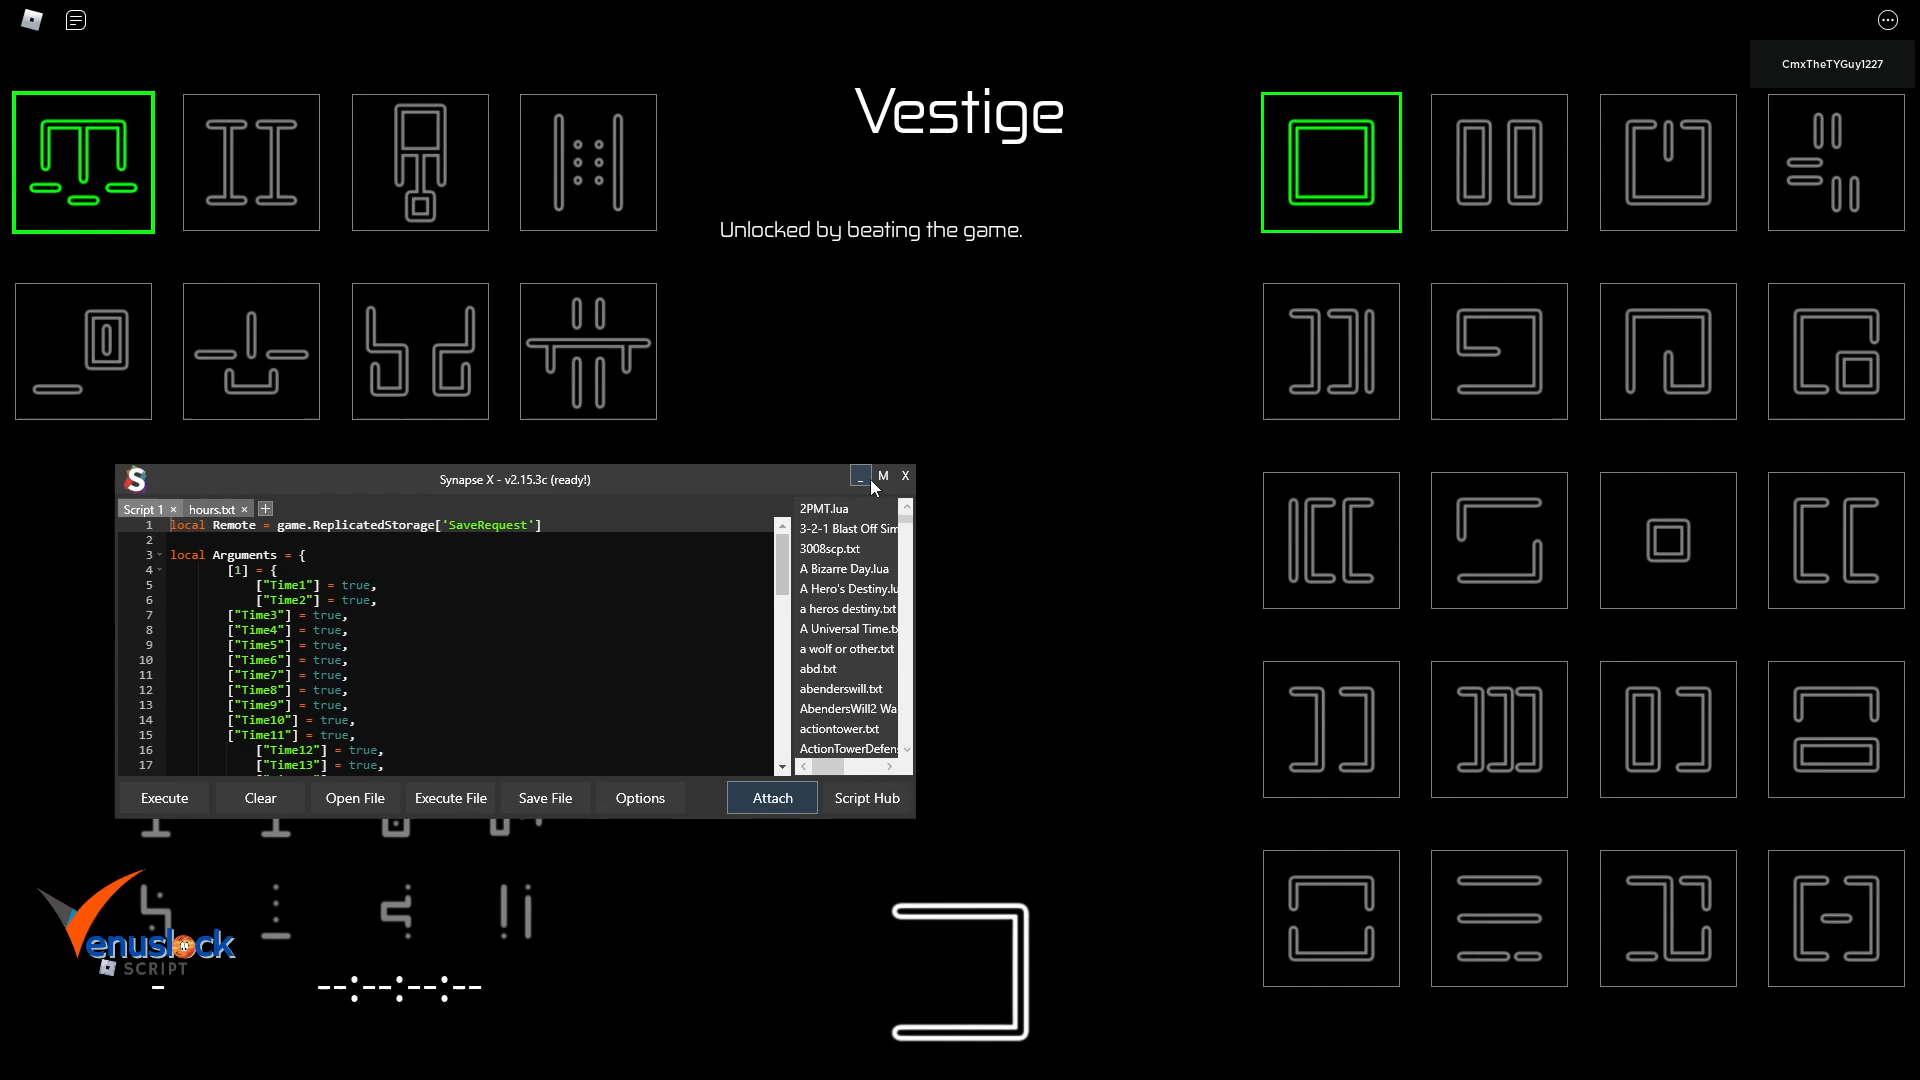 CmxTheTYGuy1227
Vestige
Unlocked by beating the game.
Synapse X - v2.15.3c (ready!)
_ M X
Script 1 × hours.txt × +
1 local Remote = game.ReplicatedStorage['SaveRequest']
2
3 local Arguments = {
4 [1] = {
5 ["Time1"] = true,
6 ["Time2"] = true,
7 ["Time3"] = true,
8 ["Time4"] = true,
9 ["Time5"] = true,
10 ["Time6"] = true,
11 ["Time7"] = true,
12 ["Time8"] = true,
13 ["Time9"] = true,
14 ["Time10"] = true,
15 ["Time11"] = true,
16 ["Time12"] = true,
17 ["Time13"] = true,
2PMT.lua
3-2-1 Blast Off Sim
3008scp.txt
A Bizarre Day.lua
A Hero's Destiny.lu
a heros destiny.txt
A Universal Time.tx
a wolf or other.txt
abd.txt
abenderswill.txt
AbendersWill2 Wa
actiontower.txt
ActionTowerDefens
Execute Clear Open File Execute File Save File Options Attach Script Hub
Venuslock
SCRIPT
- --:--:--:--